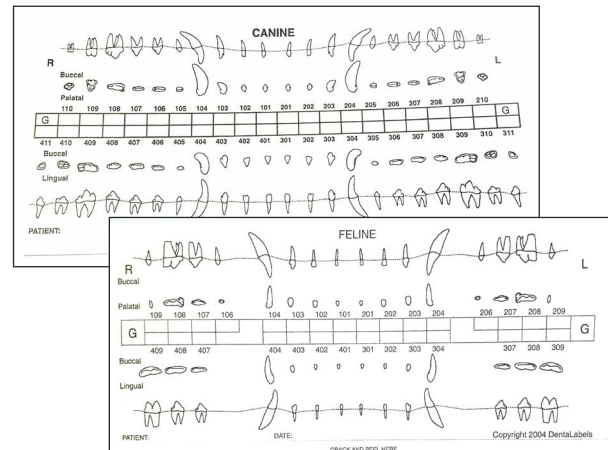 CANINE
R L
Buccal
Palatal
110 109 108 107 106 105 104 103 102 101 201 202 203 204 205 206 207 208 209 210
G G
411 410 409 408 407 406 405 404 403 402 401 301 302 303 304 305 306 307 308 309 310 311
Buccal
Lingual
PATIENT:
FELINE
R L
Buccal
Palatal
109 108 107 106 104 103 102 101 201 202 203 204 206 207 208 209
G G
409 408 407 404 403 402 401 301 302 303 304 307 308 309
Buccal
Lingual
PATIENT: DATE: Copyright 2004 DentaLabels
CRACK AND PEEL HERE